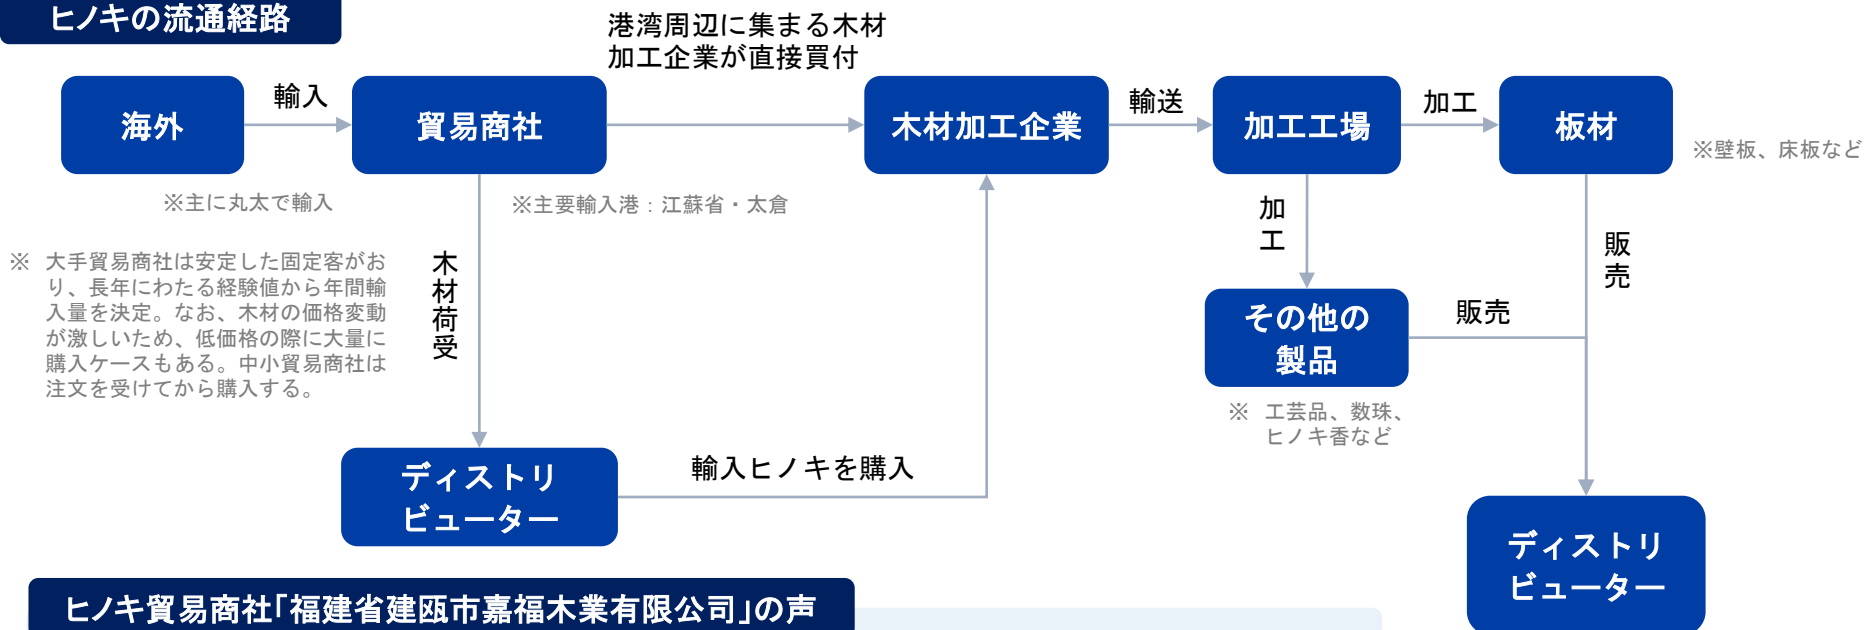 ヒノキの流通経路
港湾周辺に集まる木材
加工企業が直接買付
海外
輸入
貿易商社
木材加工企業
輸送
加工工場
加工
板材
※壁板、床板など
※主に丸太で輸入
※主要輸入港：江蘇省・太倉
※ 大手貿易商社は安定した固定客がお
り、長年にわたる経験値から年間輸
入量を決定。なお、木材の価格変動
が激しいため、低価格の際に大量に
購入ケースもある。中小貿易商社は
注文を受けてから購入する。
木材荷受
加工
販売
その他の
製品
販売
※ 工芸品、数珠、
ヒノキ香など
ディストリ
ビューター
輸入ヒノキを購入
ディストリ
ビューター
ヒノキ貿易商社「福建省建瓯市嘉福木業有限公司」の声